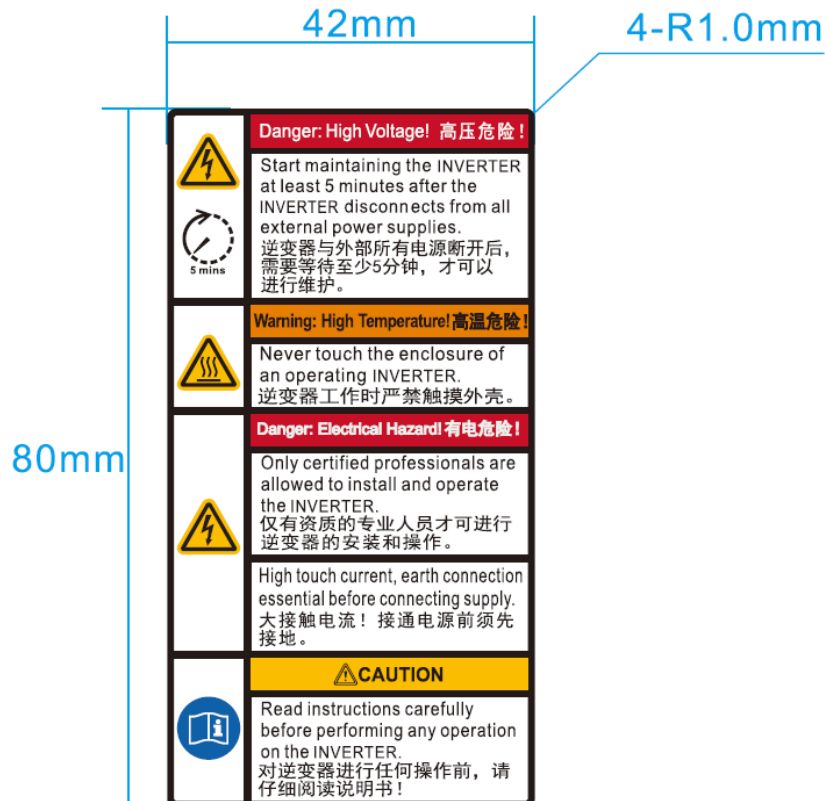 42mm
4-R1.0mm
80mm
Danger: High Voltage! 高压危险！
Start maintaining the INVERTER
at least 5 minutes after the
INVERTER disconnects from all
external power supplies.
逆变器与外部所有电源断开后，
需要等待至少5分钟，才可以
进行维护。
5 mins
Warning: High Temperature!高温危险！
Never touch the enclosure of
an operating INVERTER.
逆变器工作时严禁触摸外壳。
Danger: Electrical Hazard! 有电危险！
Only certified professionals are
allowed to install and operate
the INVERTER.
仅有资质的专业人员才可进行
逆变器的安装和操作。
High touch current, earth connection
essential before connecting supply.
大接触电流！接通电源前须先
接地。
CAUTION
Read instructions carefully
before performing any operation
on the INVERTER.
对逆变器进行任何操作前，请
仔细阅读说明书！